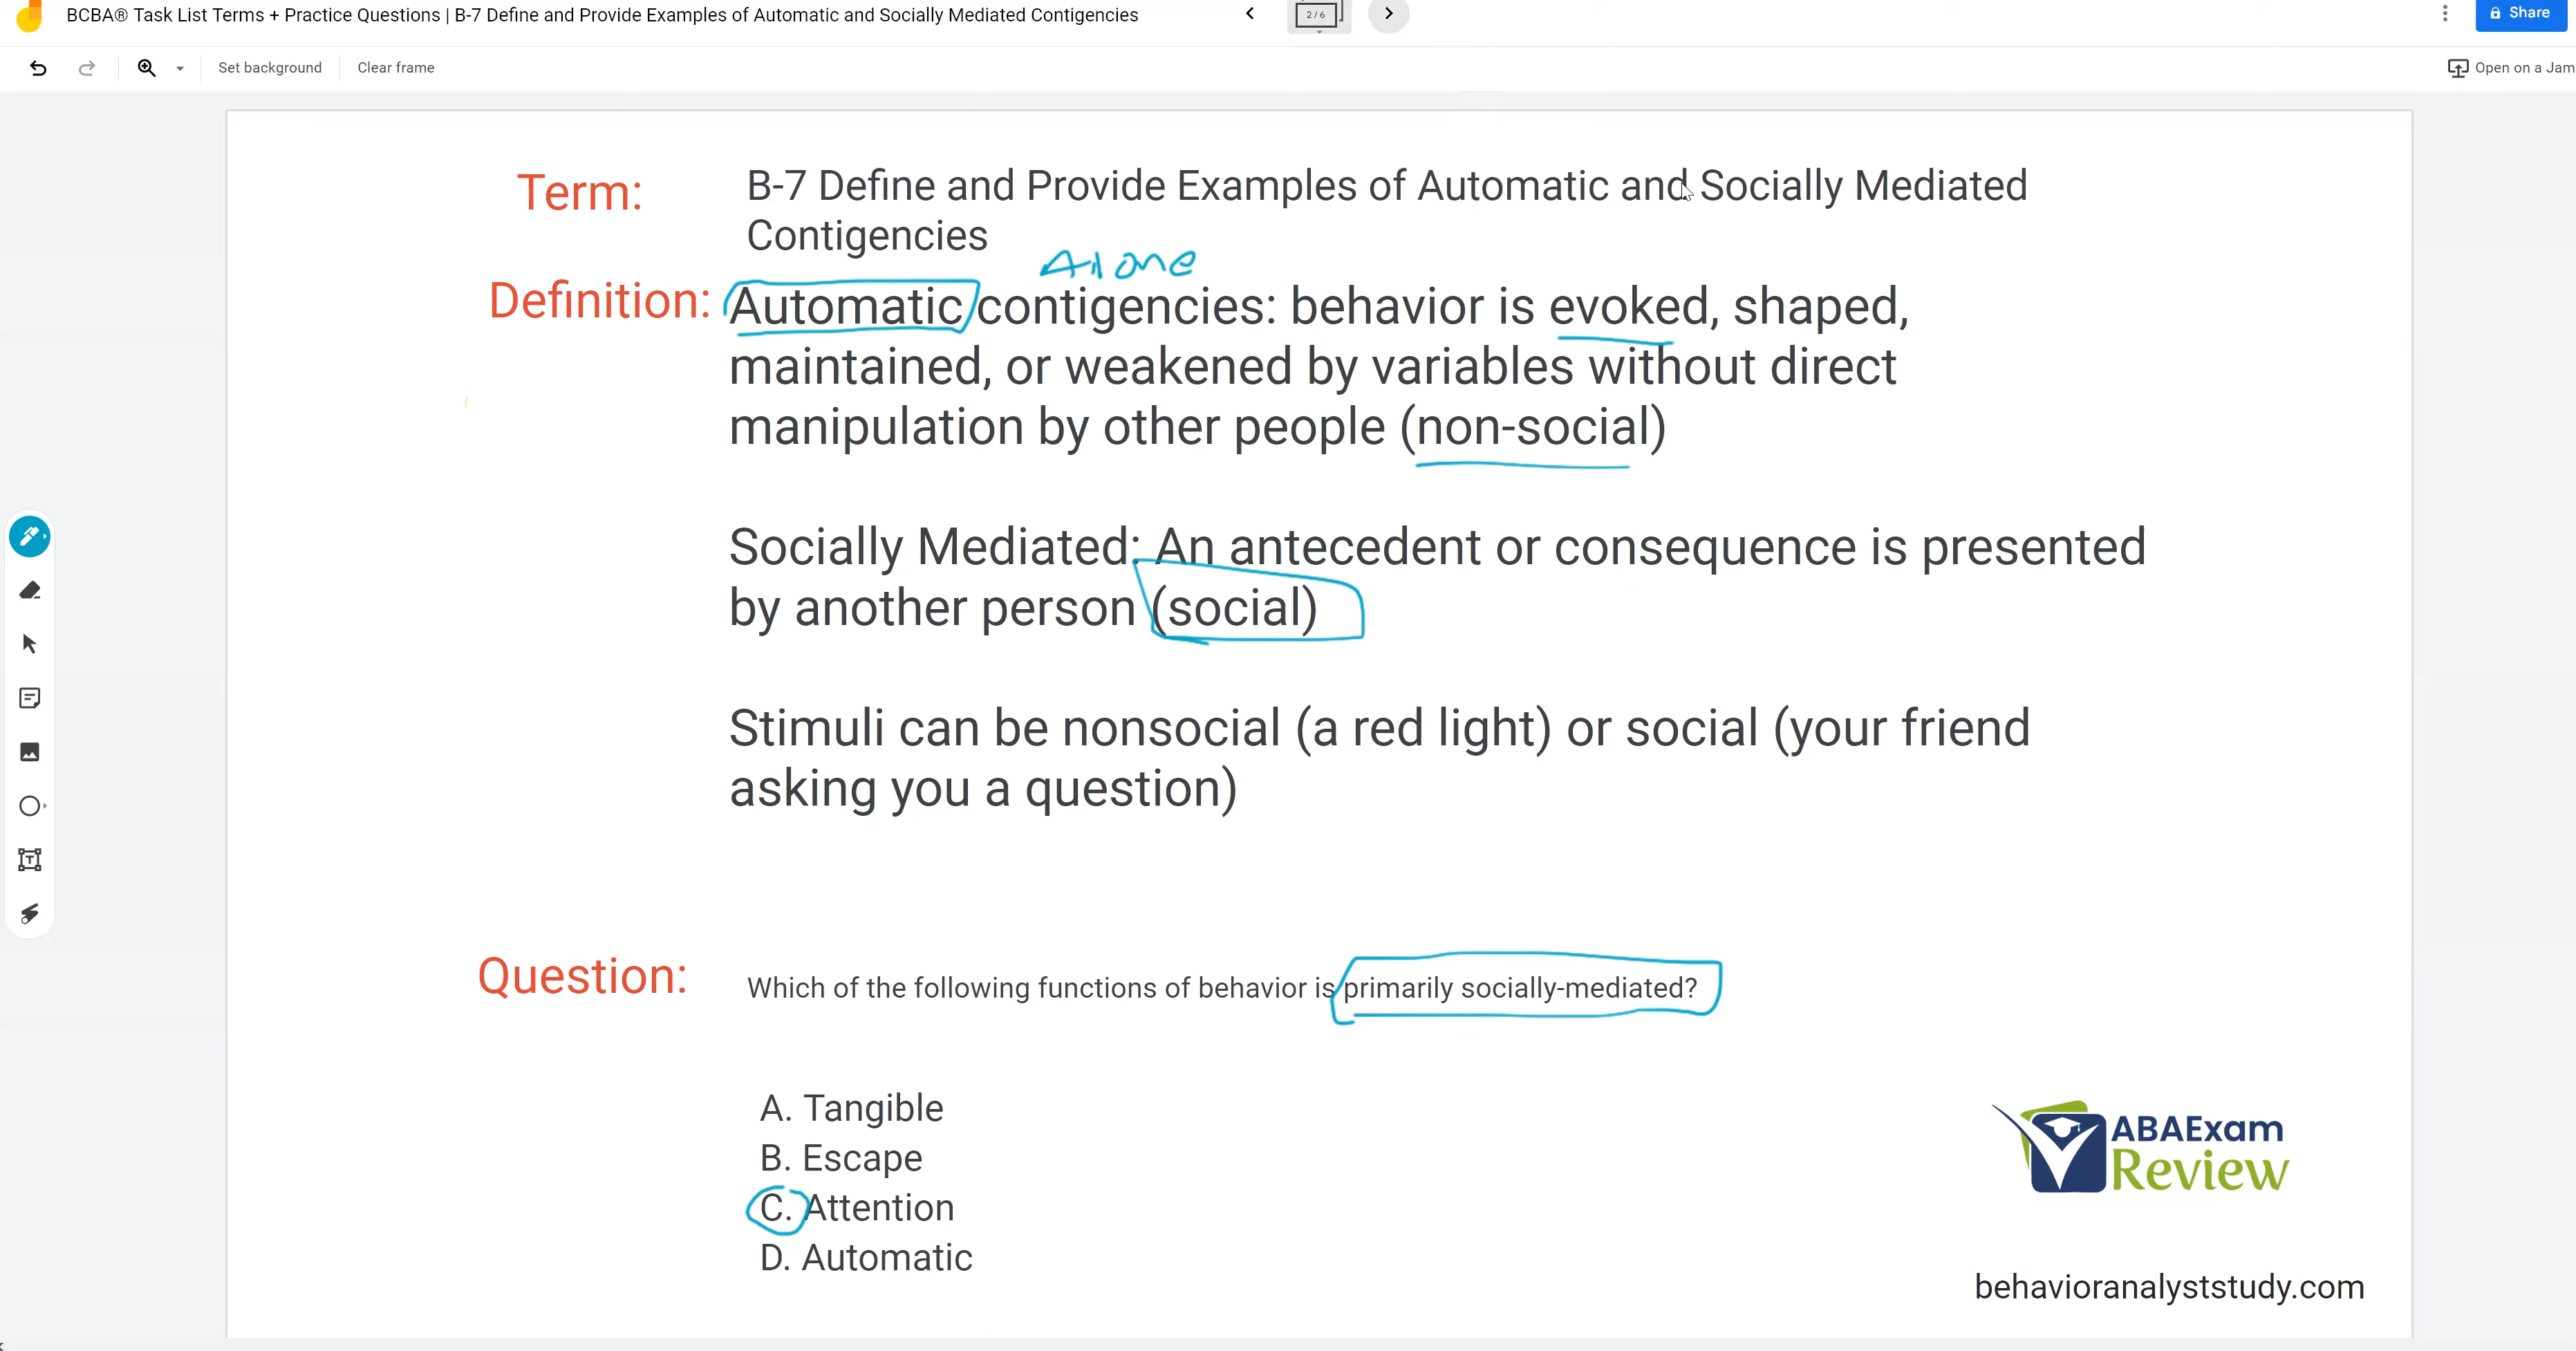 BCBA® Task List Terms + Practice Questions | B-7 Define and Provide Examples of Automatic and Socially Mediated Contigencies
2 / 6
Share
Set background
Clear frame
Open on a Jam
Term:
B-7 Define and Provide Examples of Automatic and Socially Mediated
Contigencies
Alone
Definition:
Automatic contigencies: behavior is evoked, shaped,
maintained, or weakened by variables without direct
manipulation by other people (non-social)
Socially Mediated: An antecedent or consequence is presented
by another person (social)
Stimuli can be nonsocial (a red light) or social (your friend
asking you a question)
Question:
Which of the following functions of behavior is primarily socially-mediated?
A. Tangible
B. Escape
C. Attention
D. Automatic
ABAExam
Review
behavioranalyststudy.com